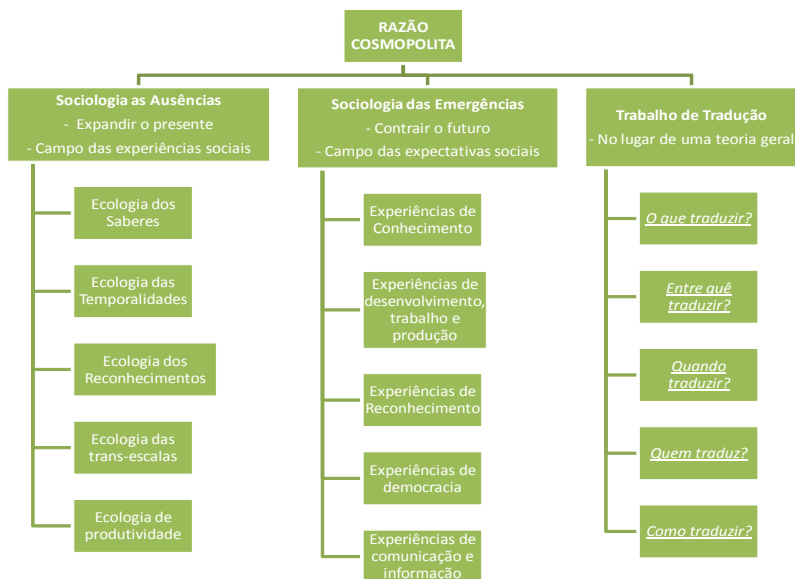 RAZÃO
COSMOPOLITA
Sociologia as Ausências
- Expandir o presente
- Campo das experiências sociais
Ecologia dos
Saberes
Ecologia das
Temporalidades
Ecologia dos
Reconhecimentos
Ecologia das
trans-escalas
Ecologia de
produtividade
Sociologia das Emergências
- Contrair o futuro
- Campo das expectativas sociais
Experiências de
Conhecimento
Experiências de
desenvolvimento,
trabalho e
produção
Experiências de
Reconhecimento
Experiências de
democracia
Experiências de
comunicação e
informação
Trabalho de Tradução
- No lugar de uma teoria geral
O que traduzir?
Entre quê
traduzir?
Quando
traduzir?
Quem traduz?
Como traduzir?